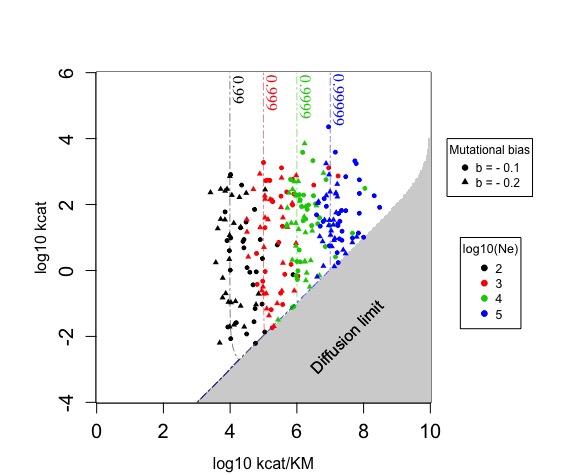 0.99
0.999
0.9999
0.99999
6
4
2
0
-2
-4
log10 kcat
Diffusion limit
0 2 4 6 8 10
log10 kcat/KM
Mutational bias
b = - 0.1
b = - 0.2
log10(Ne)
2
3
4
5